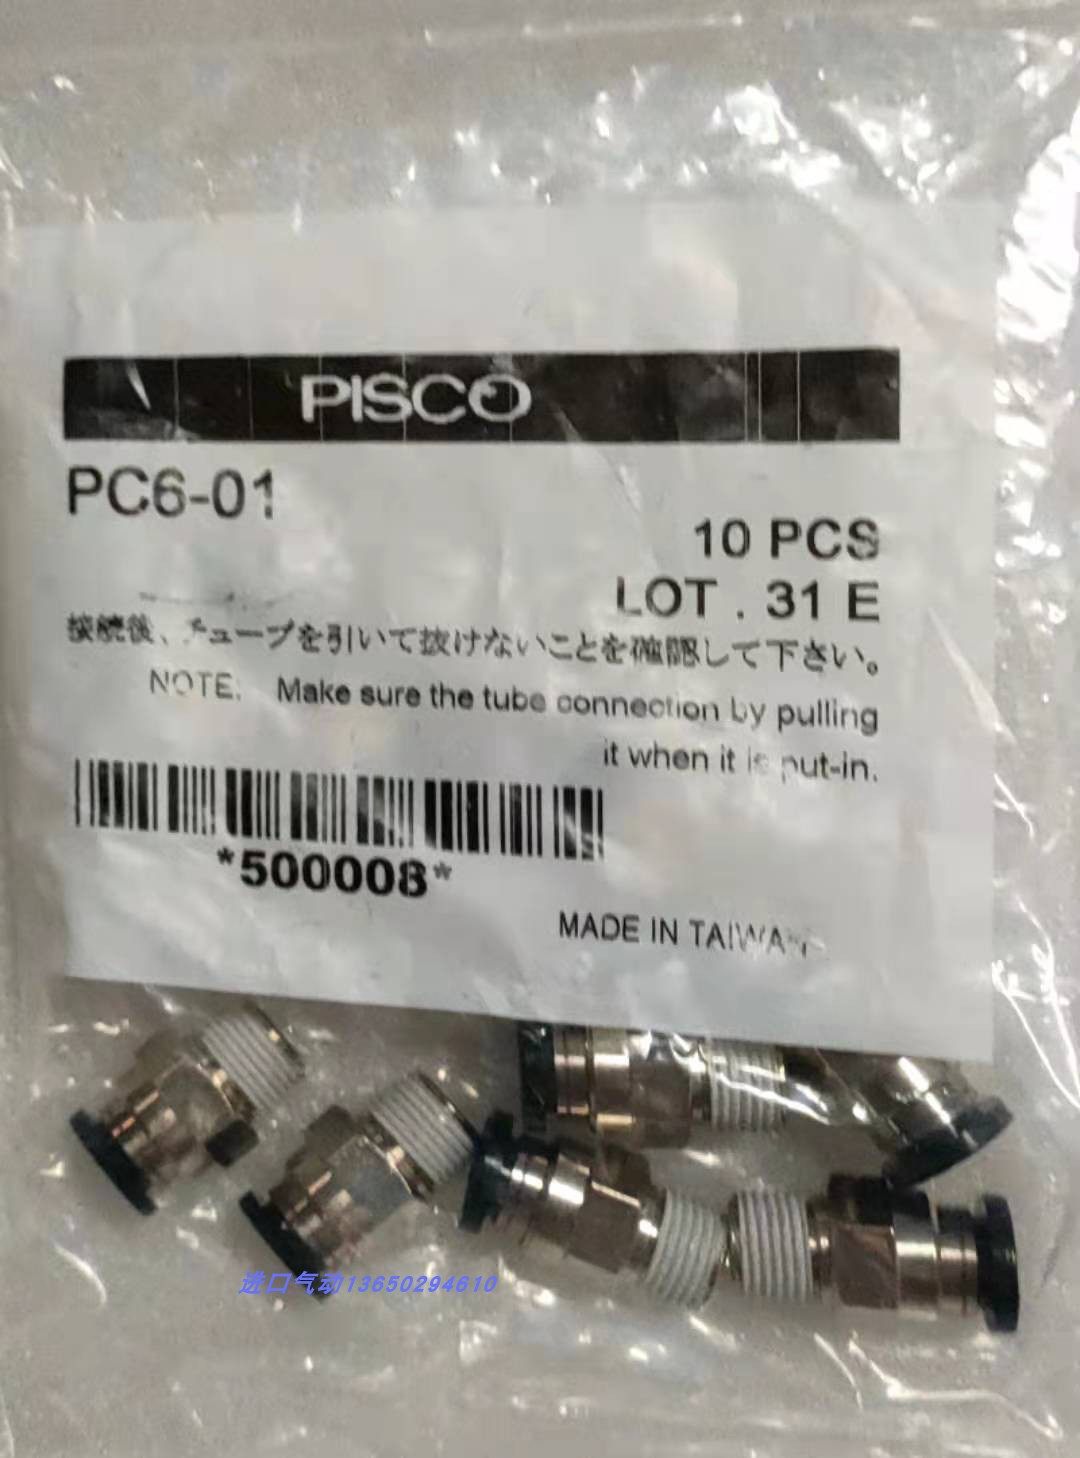 PISCO
PC6-01
10 PCS
LOT . 31 E
接続後、チューブを引いて抜けないことを確認して下さい。
NOTE: Make sure the tube connection by pulling
it when it is put-in.
*500008*
MADE IN TAIWAN
进口气动13650294610